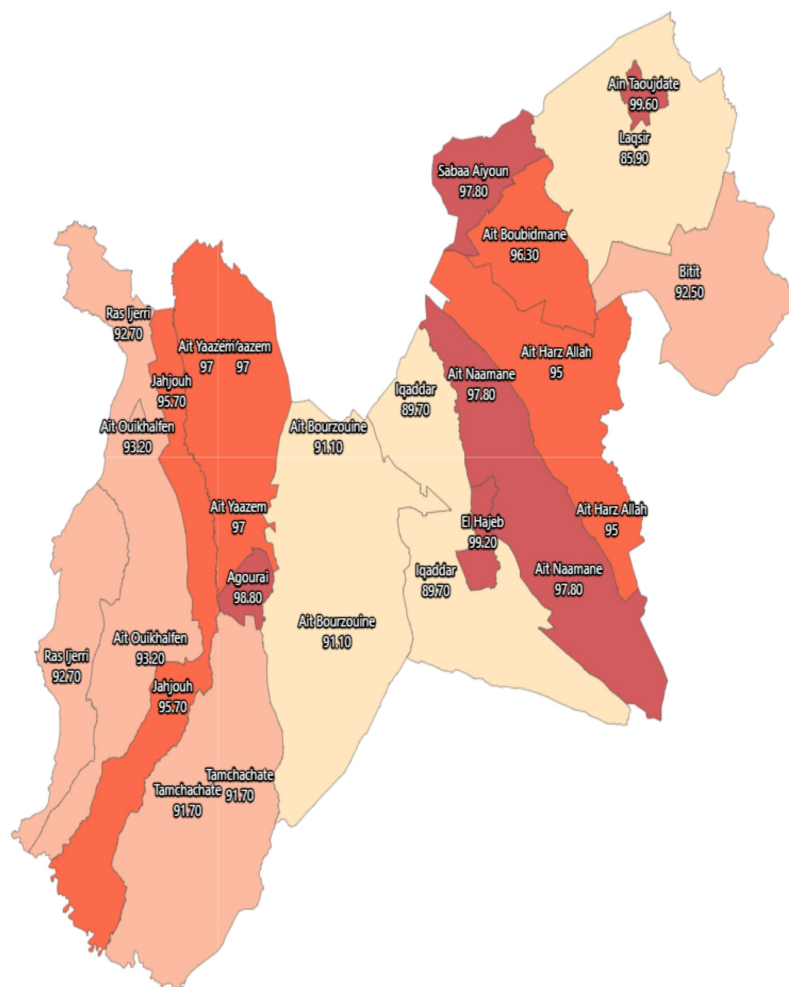 Ain Taoujdate
99.60
Laqsir
85.90
Sabaa Aiyoun
97.80
Ait Boubidmane
96.30
Bitit
92.50
Ras Ijerri
92.70
Ait Yaazem
97
97
Ait Harz Allah
95
Jahjouh
95.70
Ait Naamane
97.80
Iqaddar
89.70
Ait Ouikhalfen
93.20
Ait Bourzouine
91.10
Ait Yaazem
97
Ait Harz Allah
95
El Hajeb
99.20
Agourai
98.80
Iqaddar
89.70
Ait Naamane
97.80
Ait Bourzouine
91.10
Ait Ouikhalfen
93.20
Ras Ijerri
92.70
Jahjouh
95.70
Tamchachate
91.70
Tamchachate
91.70